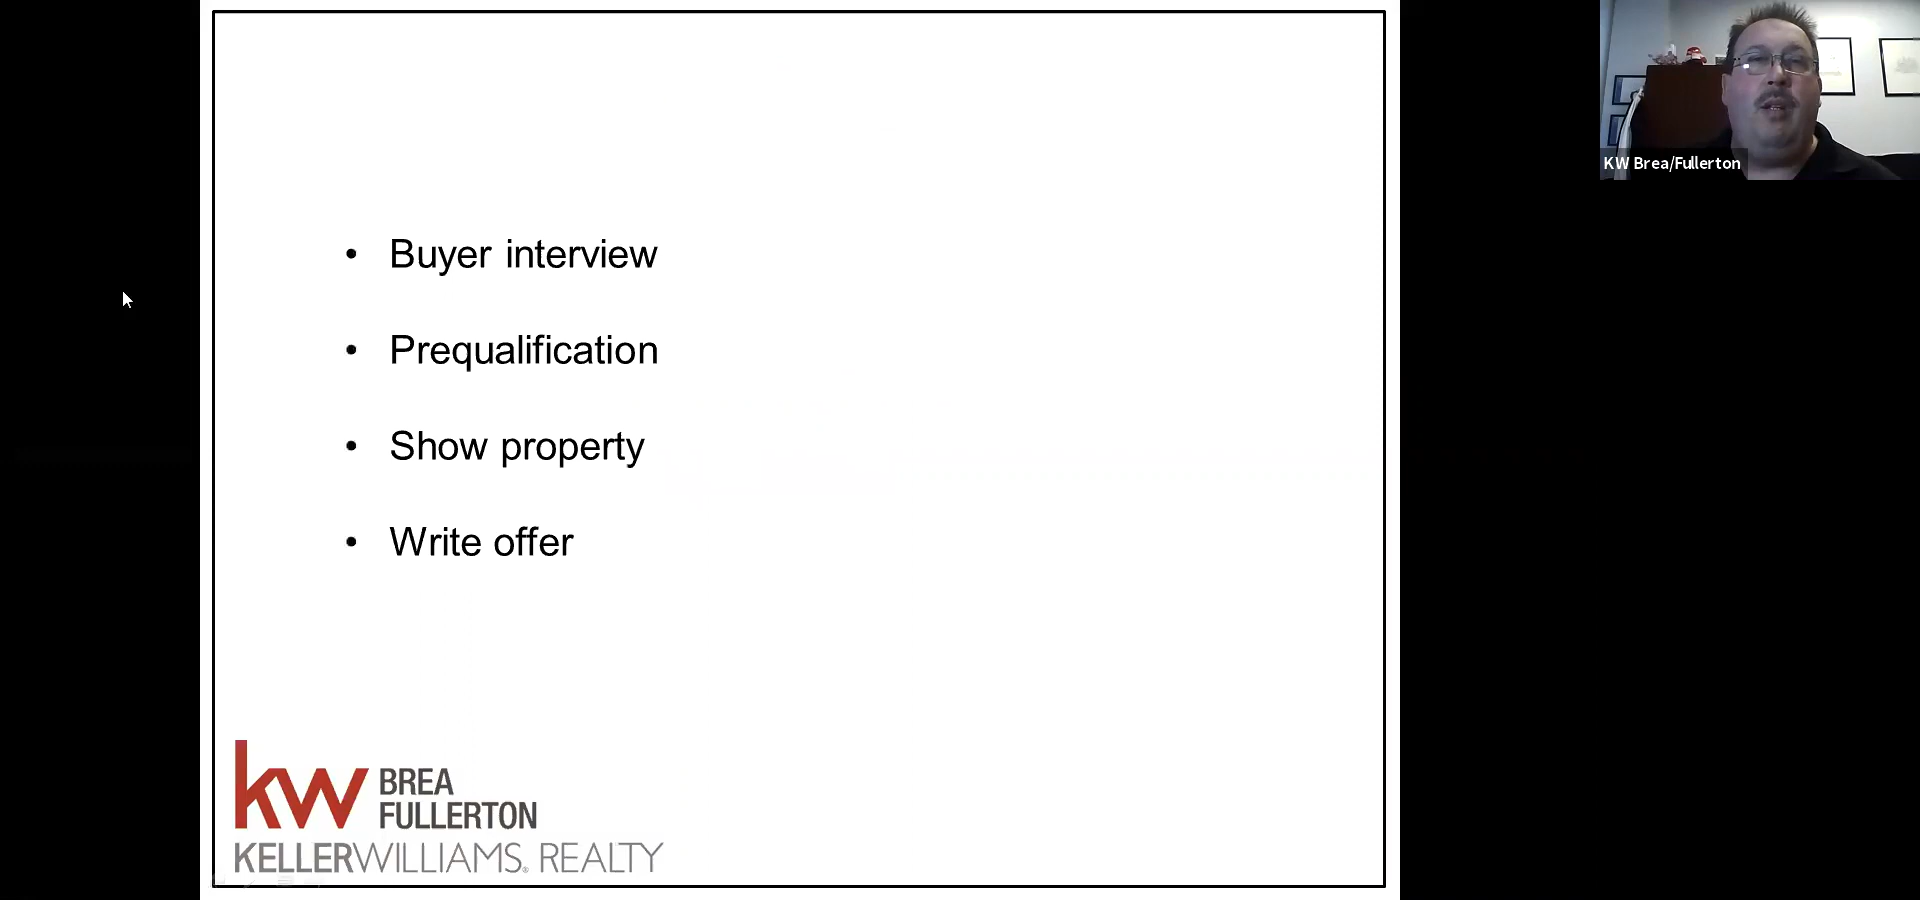 • Buyer interview
• Prequalification
• Show property
• Write offer
kw BREA
FULLERTON
KELLERWILLIAMS® REALTY
KW Brea/Fullerton